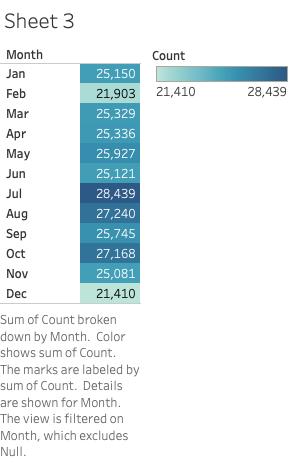 Sheet 3
Month
Count
Jan 25,150
21,410 28,439
Feb 21,903
Mar 25,329
Apr 25,336
May 25,927
Jun 25,121
Jul 28,439
Aug 27,240
Sep 25,745
Oct 27,168
Nov 25,081
Dec 21,410
Sum of Count broken
down by Month. Color
shows sum of Count.
The marks are labeled by
sum of Count. Details
are shown for Month.
The view is filtered on
Month, which excludes
Null.